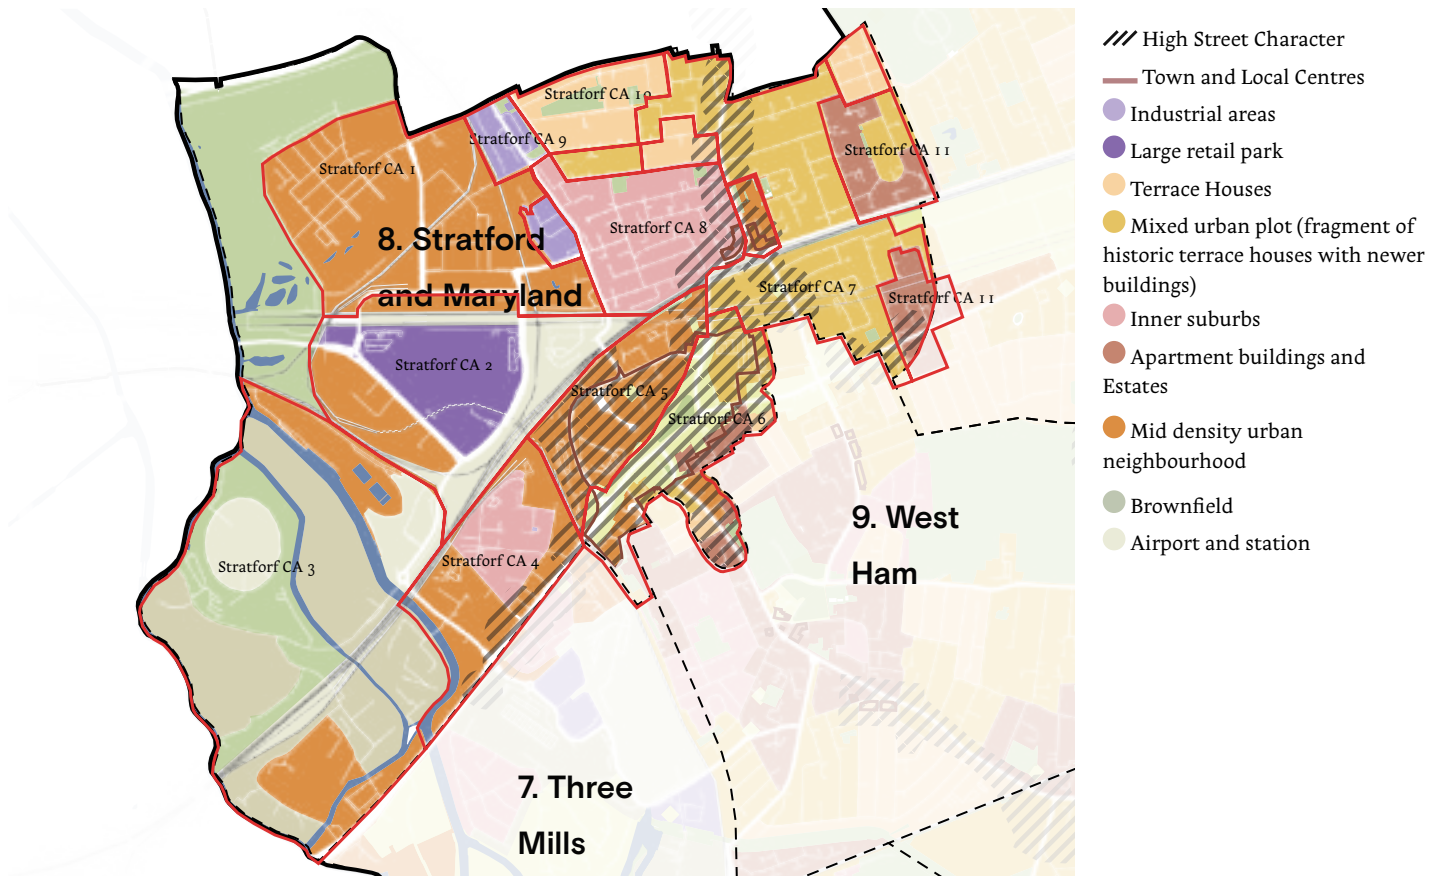 High Street Character
Town and Local Centres
Industrial areas
Large retail park
Terrace Houses
Mixed urban plot (fragment of
historic terrace houses with newer
buildings)
Inner suburbs
Apartment buildings and
Estates
Mid density urban
neighbourhood
Brownfield
Airport and station
Stratforf CA 10
Stratforf CA 9
Stratforf CA 11
Stratforf CA 1
Stratforf CA 8
8. Stratford
and Maryland
Stratforf CA 7
Stratforf CA 11
Stratforf CA 2
Stratforf CA 5
Stratforf CA 6
9. West
Ham
Stratforf CA 4
Stratforf CA 3
7. Three
Mills